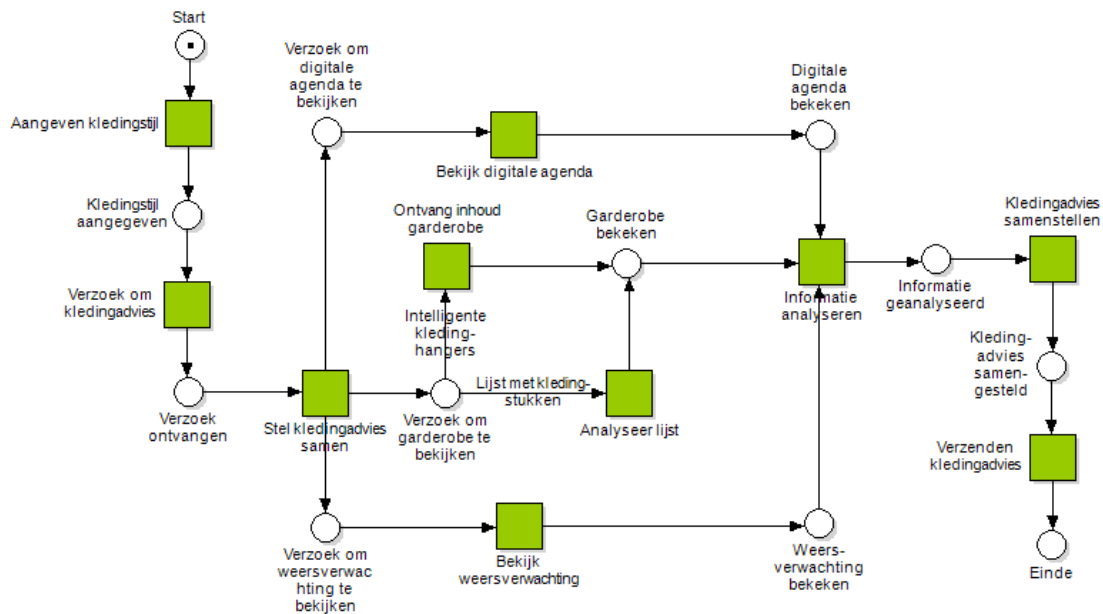 Start
Aangeven kledingstijl
Kledingstijl
aangegeven
Verzoek om
kledingadvies
Verzoek
ontvangen
Stel kledingadvies
samen
Verzoek om
digitale
agenda te
bekijken
Bekijk digitale agenda
Digitale
agenda
bekeken
Ontvang inhoud
garderobe
Intelligente
kleding-
hangers
Garderobe
bekeken
Lijst met kleding-
stukken
Verzoek om
garderobe te
bekijken
Analyseer lijst
Verzoek om
weersverwac
hting te
bekijken
Bekijk
weersverwachting
Weers-
verwachting
bekeken
Informatie
analyseren
Informatie
geanalyseerd
Kledingadvies
samenstellen
Kleding-
advies
samen-
gesteld
Verzenden
kledingadvies
Einde